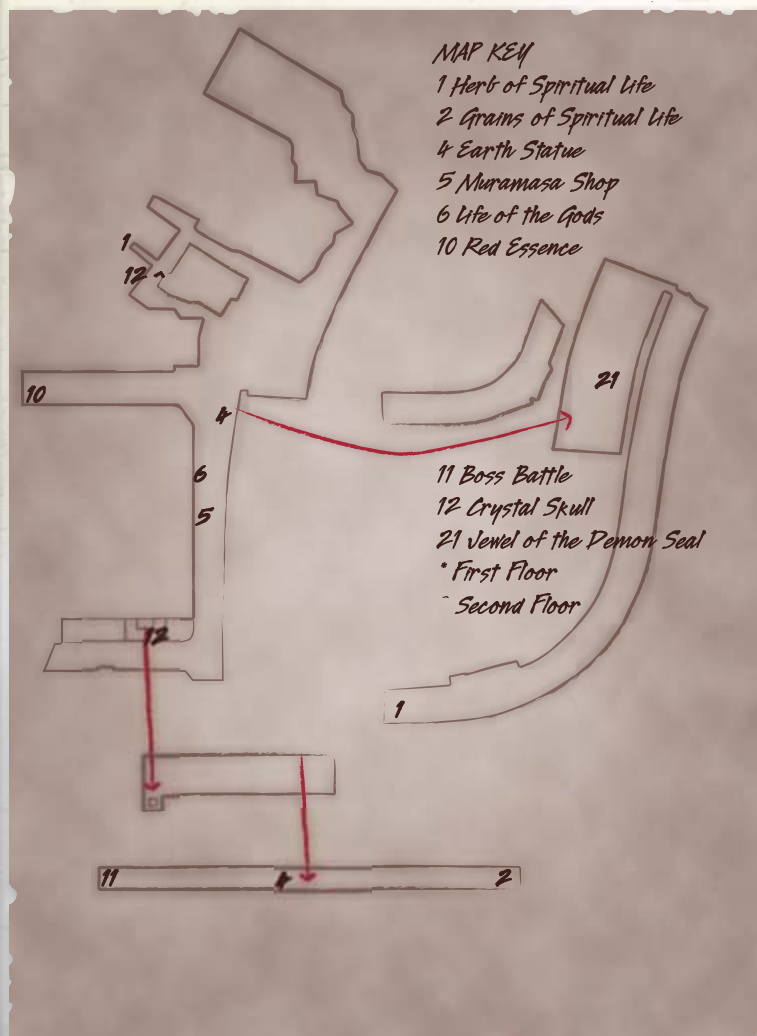 MAP KEY
1 Herb of Spiritual Life
2 Grains of Spiritual Life
4 Earth Statue
5 Muramasa Shop
6 Life of the Gods
10 Red Essence
1
12 ^
10
4
21
6
5
11 Boss Battle
12 Crystal Skull
21 Jewel of the Demon Seal
* First Floor
^ Second Floor
12
1
11
4
2